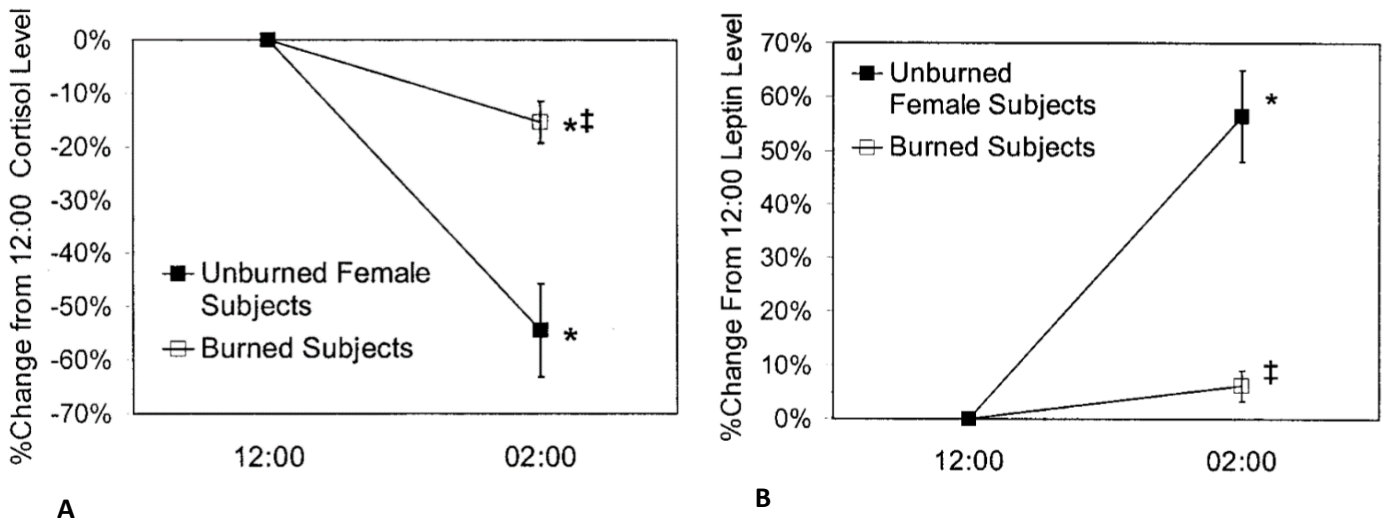 %Change from 12:00 Cortisol Level
0%
-10%
-20%
-30%
-40%
-50%
-60%
-70%
*‡
*
Unburned Female
Subjects
Burned Subjects
12:00
02:00
A
%Change From 12:00 Leptin Level
70%
60%
50%
40%
30%
20%
10%
0%
Unburned
Female Subjects
Burned Subjects
*
‡
12:00
02:00
B